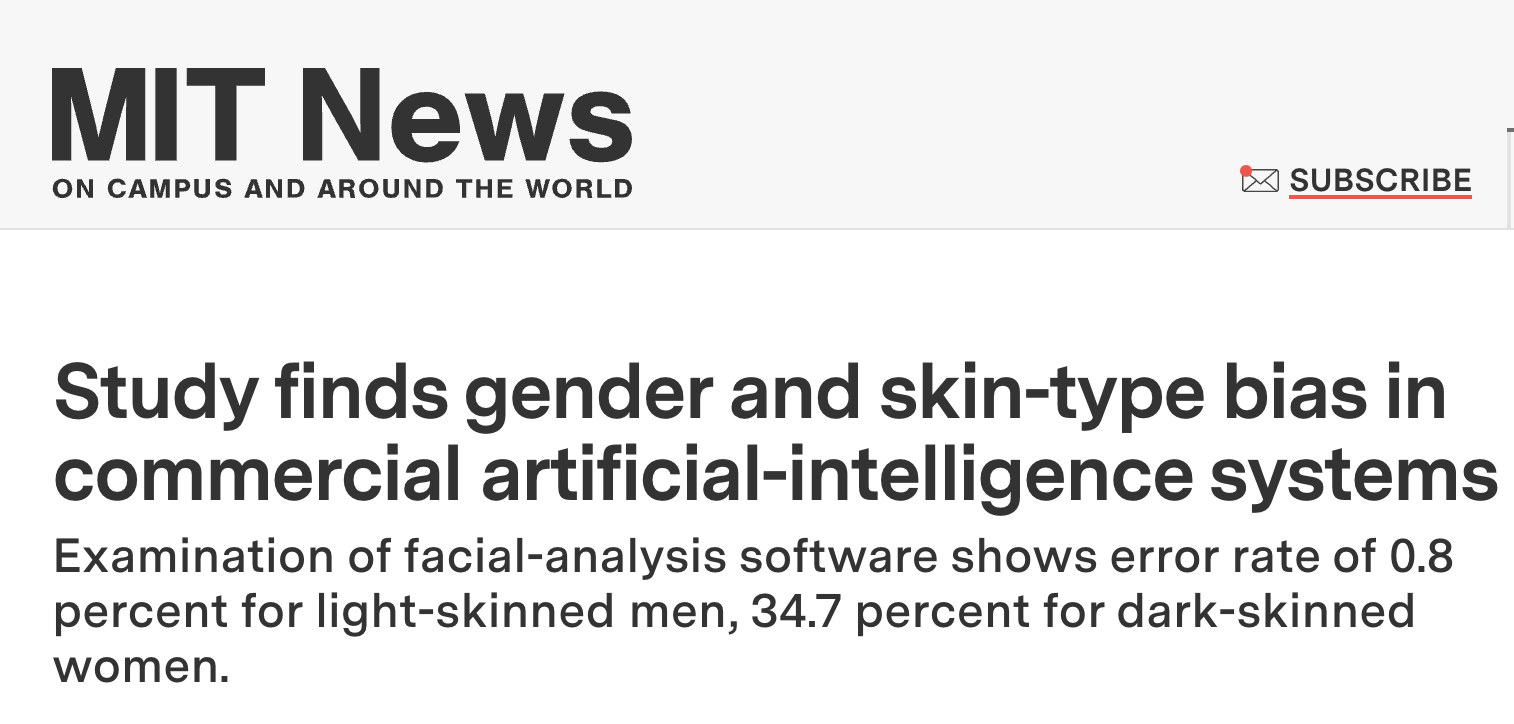 MIT News
ON CAMPUS AND AROUND THE WORLD
SUBSCRIBE
Study finds gender and skin-type bias in
commercial artificial-intelligence systems
Examination of facial-analysis software shows error rate of 0.8
percent for light-skinned men, 34.7 percent for dark-skinned
women.